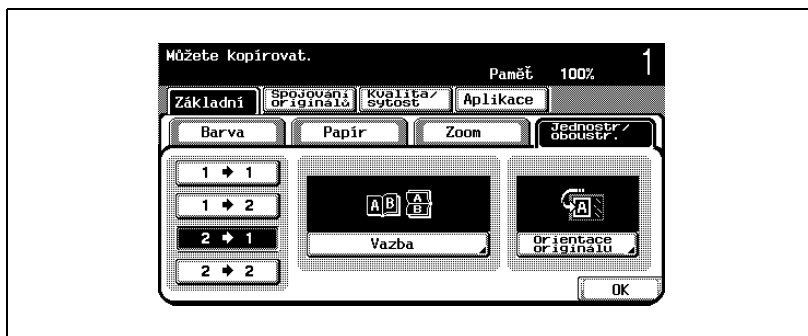 Můžete kopírovat.
Paměť 100% 1
Základní Spojování originálů Kvalita/ sytost Aplikace
Barva Papír Zoom Jednostr/ oboustr.
1 → 1
1 → 2
2 → 1
2 → 2
A B A B
Vazba
A
Orientace originálu
OK